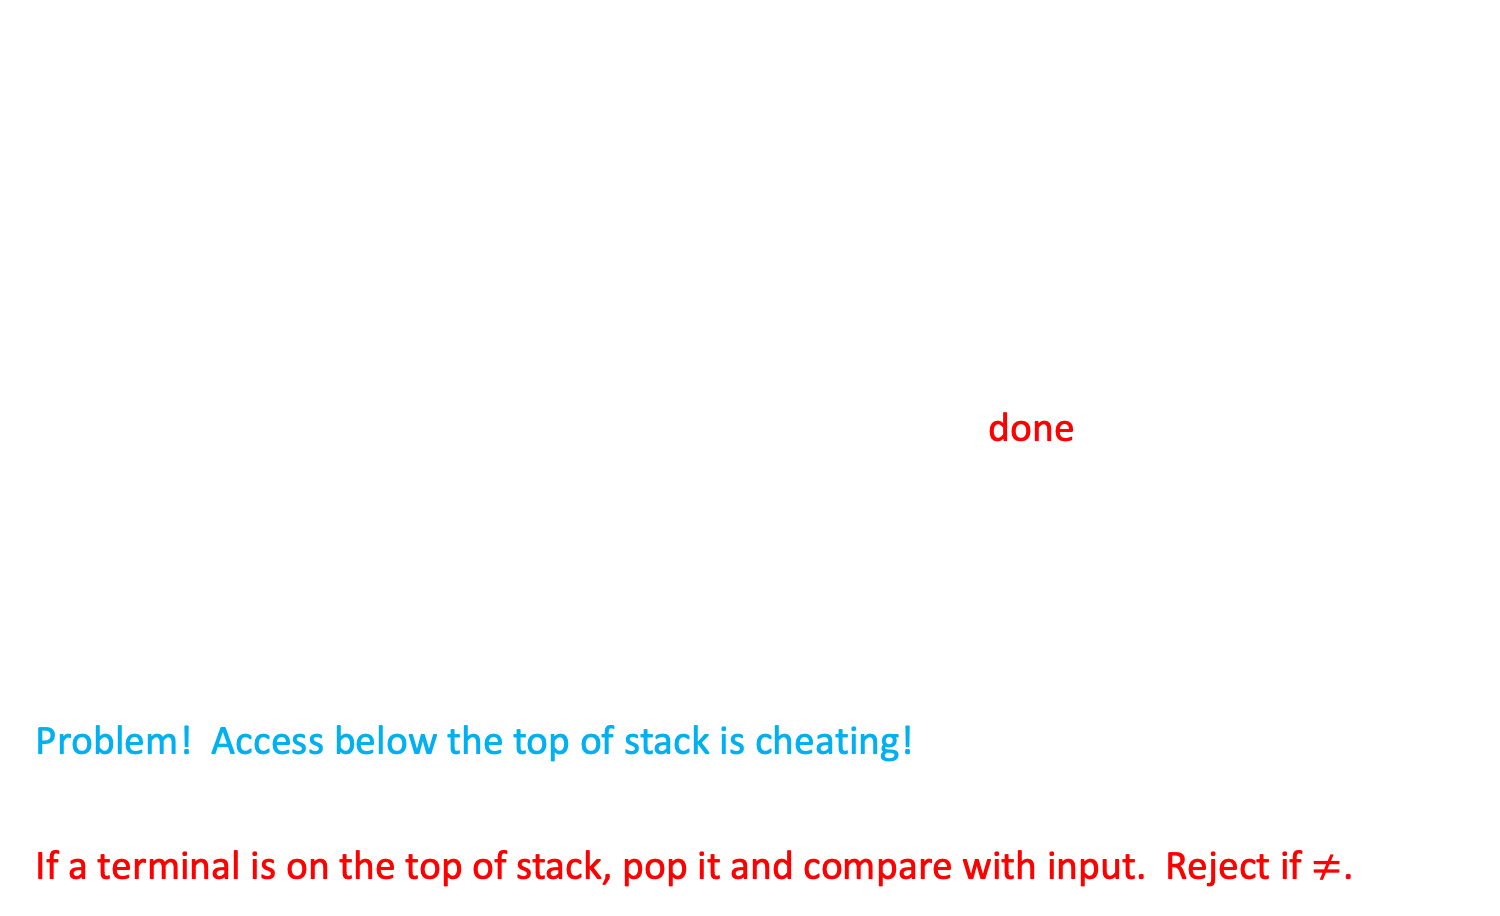 done
Problem!  Access below the top of stack is cheating!
If a terminal is on the top of stack, pop it and compare with input.  Reject if ≠.